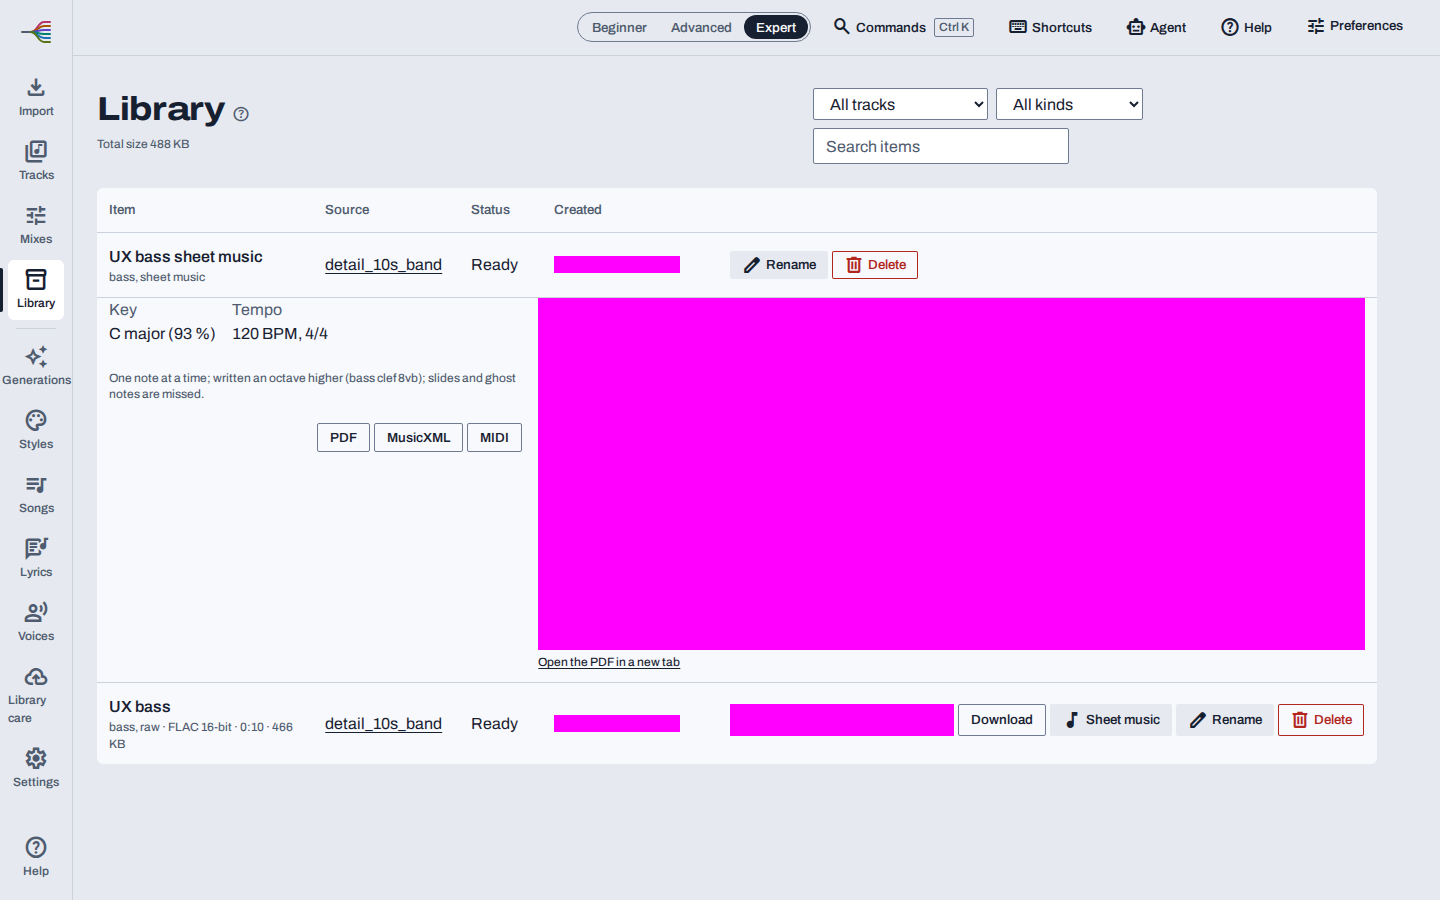 Beginner Advanced Expert Commands Ctrl K Shortcuts Agent Help Preferences
Import
Tracks
Mixes
Library
Generations
Styles
Songs
Lyrics
Voices
Library
care
Settings
Help
Library
Total size 488 KB
All tracks All kinds
Search items
Item Source Status Created
UX bass sheet music
bass, sheet music
detail_10s_band Ready Rename Delete
Key Tempo
C major (93 %) 120 BPM, 4/4
One note at a time; written an octave higher (bass clef 8vb); slides and ghost
notes are missed.
PDF MusicXML MIDI
Open the PDF in a new tab
UX bass
bass, raw · FLAC 16-bit · 0:10 · 466
KB
detail_10s_band Ready Download Sheet music Rename Delete